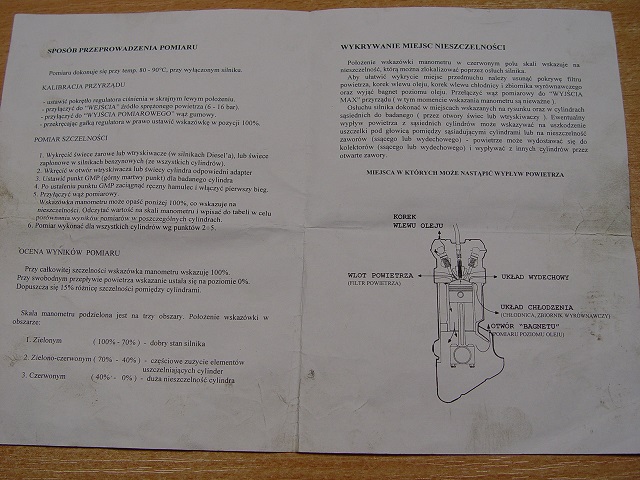 SPOSÓB PRZEPROWADZENIA POMIARU
Pomiaru dokonuje się przy temp. 80 - 90°C, przy wyłączonym silniku.
KALIBRACJA PRZYRZĄDU
- ustawić pokrętło regulatora ciśnienia w skrajnym lewym położeniu.
- przyłączyć do "WEJŚCIA" źródło sprężonego powietrza (6 - 16 bar)
- przyłączyć do "WYJŚCIA POMIAROWEGO" wąż gumowy.
- przekręcając gałką regulatora w prawo ustawić wskazówkę w pozycji 100%.
POMIAR SZCZELNOŚCI
1. Wykręcić świece żarowe lub wtryskiwacze (w silnikach Diesel'a), lub świece
zapłonowe w silnikach benzynowych (ze wszystkich cylindrów).
2. Wkręcić w otwór wtryskiwacza lub świecy cylindra odpowiedni adapter
3. Ustawić punkt GMP (górny martwy punkt) dla badanego cylindra
4. Po ustaleniu punktu GMP zaciągnąć ręczny hamulec i włączyć pierwszy bieg.
5. Przyłączyć wąż pomiarowy.
Wskazówka manometru może opaść poniżej 100%, co wskazuje na
nieszczelności. Odczytać wartość na skali manometru i wpisać do tabeli w celu
porównania wyników pomiarów w poszczególnych cylindrach.
6. Pomiar wykonać dla wszystkich cylindrów wg punktów 2÷5.
OCENA WYNIKÓW POMIARU
Przy całkowitej szczelności wskazówka manometru wskazuje 100%.
Przy swobodnym przepływie powietrza wskazanie ustala się na poziomie 0%.
Dopuszcza się 15% różnicę szczelności pomiędzy cylindrami.
Skala manometru podzielona jest na trzy obszary. Położenie wskazówki w
obszarze:
1. Zielonym ( 100% - 70% ) - dobry stan silnika
2. Zielono-czerwonym ( 70% - 40% ) - częściowe zużycie elementów
uszczelniających cylinder
3. Czerwonym ( 40% - 0% ) - duża nieszczelność cylindra
WYKRYWANIE MIEJSC NIESZCZELNOŚCI
Położenie wskazówki manometru w czerwonym polu skali wskazuje na
nieszczelność, którą można zlokalizować poprzez osłuch silnika.
Aby ułatwić wykrycie miejsc przedmuchu należy usunąć pokrywę filtru
powietrza, korek wlewu oleju, korek wlewu chłodnicy i zbiornika wyrównawczego
oraz wyjąć bagnet poziomu oleju. Przełączyć wąż pomiarowy do "WYJŚCIA
MAX" przyrządu ( w tym momencie wskazania manometru są nieważne ).
Osłuchu silnika dokonać w miejscach wskazanych na rysunku oraz w cylindrach
sąsiednich do badanego ( przez otwory świec lub wtryskiwaczy ). Ewentualny
wypływ powietrza z sąsiednich cylindrów może wskazywać na uszkodzenie
uszczelki pod głowicą pomiędzy sąsiadującymi cylindrami lub na nieszczelność
zaworów (ssącego lub wydechowego) - powietrze może wydostawać się do
kolektorów (ssącego lub wydechowego) i wypływać z innych cylindrów przez
otwarte zawory.
MIEJSCA W KTÓRYCH MOŻE NASTĄPIĆ WYPŁYW POWIETRZA
KOREK
WLEWU OLEJU
WLOT POWIETRZA
(FILTR POWIETRZA)
UKŁAD WYDECHOWY
UKŁAD CHŁODZENIA
(CHŁODNICA, ZBIORNIK WYRÓWNAWCZY)
OTWÓR "BAGNETU"
(POMIARU POZIOMU OLEJU)